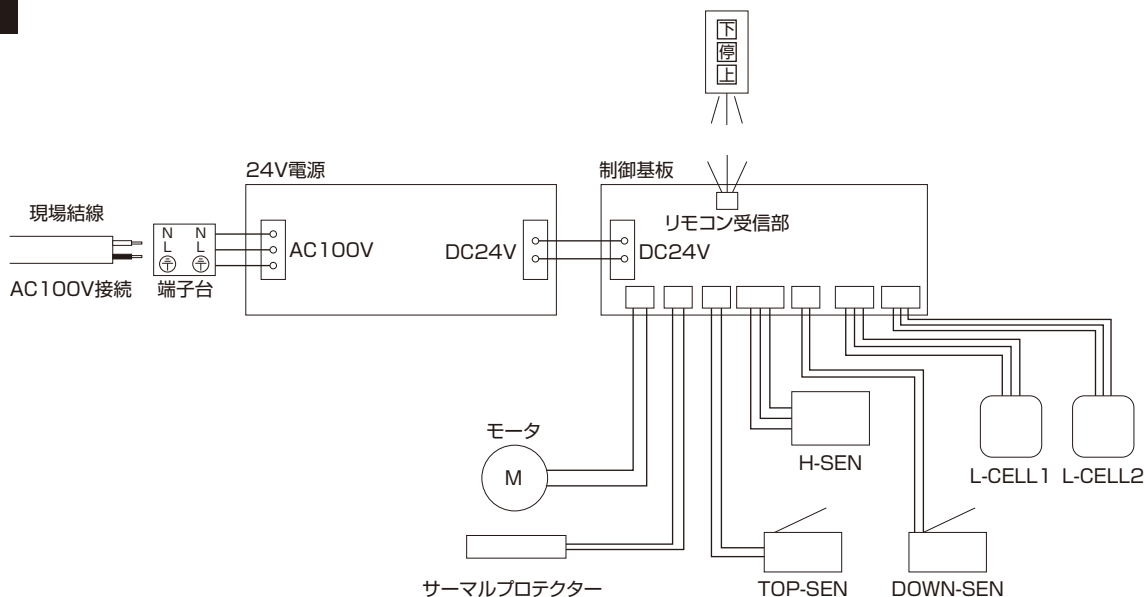 下
停
上
24V電源
制御基板
現場結線
リモコン受信部
N N
L L
AC100V
DC24V
DC24V
AC100V接続
端子台
モータ
M
H-SEN
L-CELL1
L-CELL2
サーマルプロテクター
TOP-SEN
DOWN-SEN